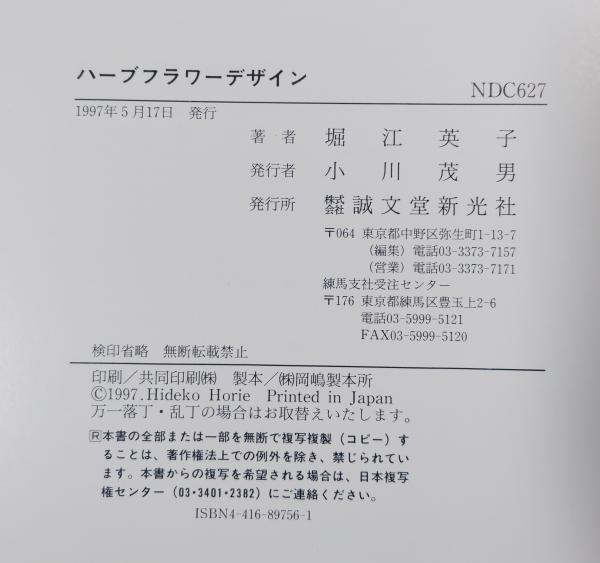 ハーブフラワーデザイン
NDC627
1997年5月17日 発行
著者 堀江英子
発行者 小川茂男
発行所 株式会社 誠文堂新光社
〒064 東京都中野区弥生町1-13-7
(編集) 電話03-3373-7157
(営業) 電話03-3373-7171
練馬支社受注センター
〒176 東京都練馬区豊玉上2-6
電話03-5999-5121
FAX03-5999-5120
検印省略 無断転載禁止
印刷/共同印刷㈱ 製本/㈱岡嶋製本所
©1997.Hideko Horie Printed in Japan
万一落丁・乱丁の場合はお取替えいたします。
Ⓡ本書の全部または一部を無断で複写複製(コピー)す
ることは、著作権法上での例外を除き、禁じられてい
ます。本書からの複写を希望される場合は、日本複写
権センター(03・3401・2382)にご連絡ください。
ISBN4-416-89756-1